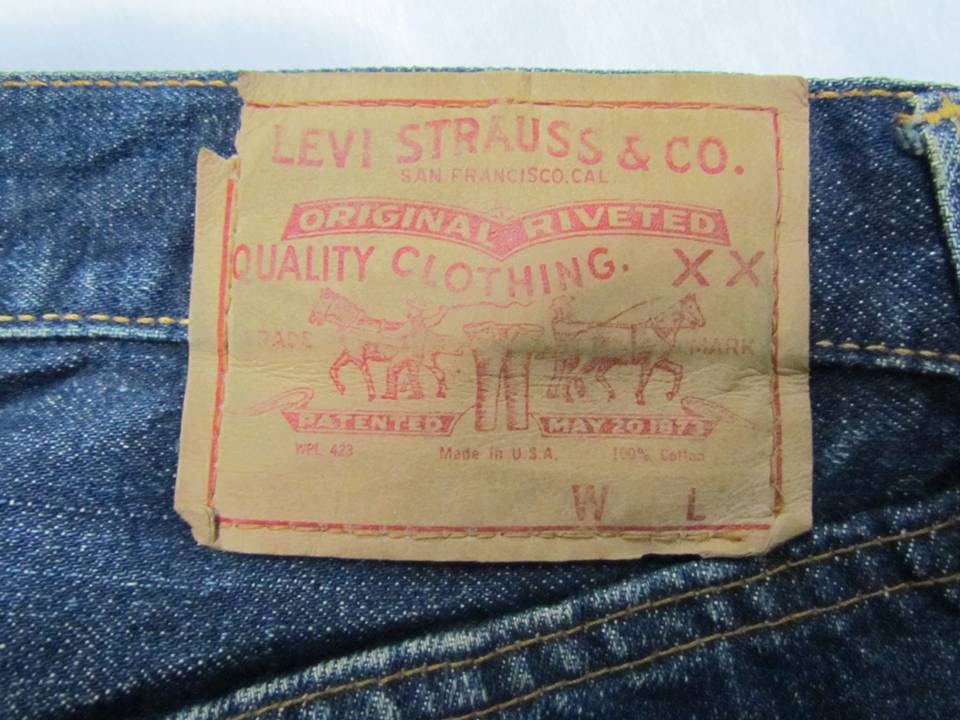 LEVI STRAUSS & CO.
SAN FRANCISCO, CAL
ORIGINAL RIVETED
QUALITY CLOTHING. XX
TRADE MARK
PATENTED MAY 20 1873
WPL 423 Made in U.S.A. 100% Cotton
W L